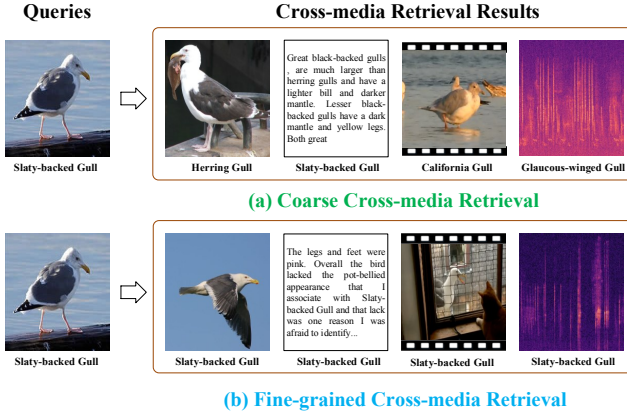 Queries
Cross-media Retrieval Results
Great black-backed gulls
, are much larger than
herring gulls and have a
lighter bill and darker
mantle. Lesser black-
backed gulls have a dark
mantle and yellow legs.
Both great
Slaty-backed Gull
Herring Gull
Slaty-backed Gull
California Gull
Glaucous-winged Gull
(a) Coarse Cross-media Retrieval
The legs and feet were
pink. Overall the bird
lacked the pot-bellied
appearance that I
associate with Slaty-
backed Gull and that lack
was one reason I was
afraid to identify...
Slaty-backed Gull
Slaty-backed Gull
Slaty-backed Gull
Slaty-backed Gull
Slaty-backed Gull
(b) Fine-grained Cross-media Retrieval